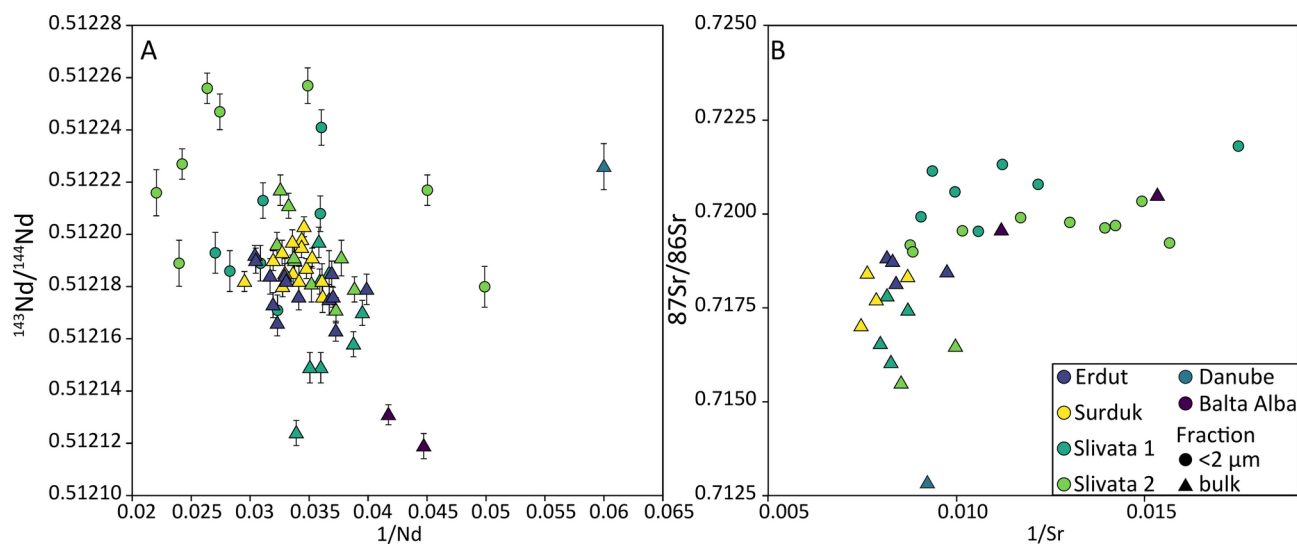 A
0.51228
0.51226
0.51224
0.51222
0.51220
0.51218
0.51216
0.51214
0.51212
0.51210
143Nd/144Nd
0.02
0.025
0.03
0.035
0.04
0.045
0.05
0.055
0.06
0.065
1/Nd
B
0.7250
0.7225
0.7200
0.7175
0.7150
0.7125
87Sr/86Sr
0.005
0.010
0.015
1/Sr
Erdut
Surduk
Slivata 1
Slivata 2
Danube
Balta Alba
Fraction
<2 μm
bulk